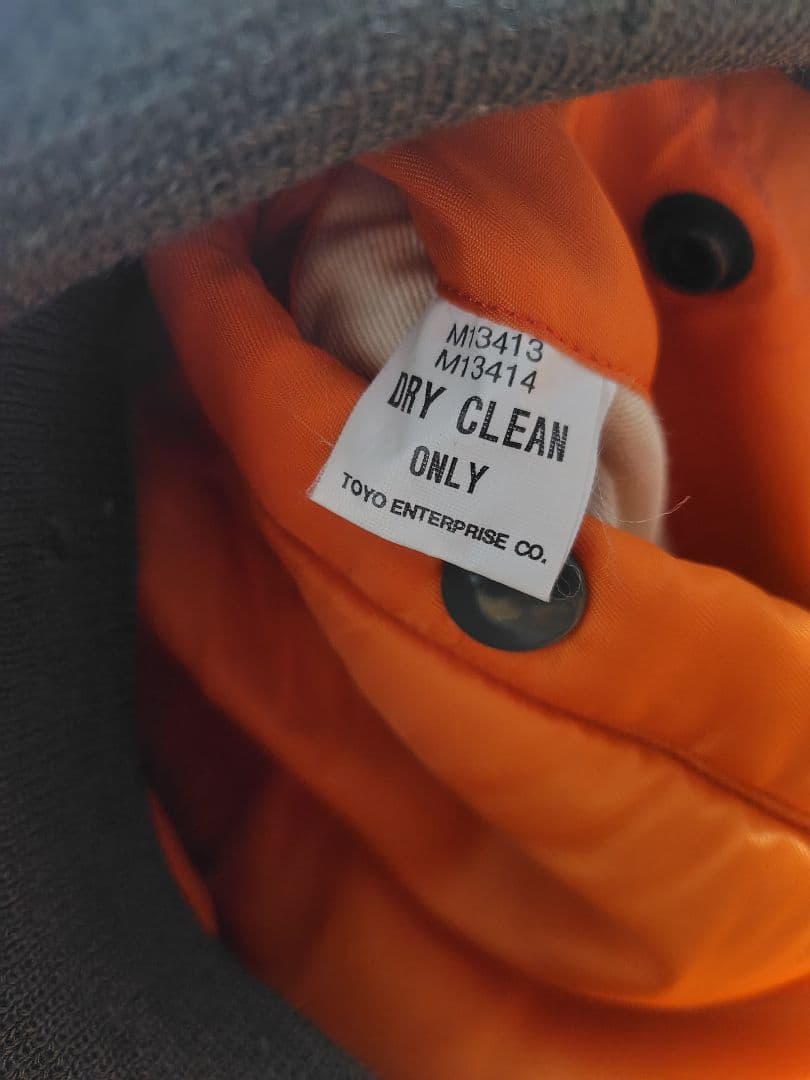 M13413
M13414
DRY CLEAN
ONLY
TOYO ENTERPRISE CO.